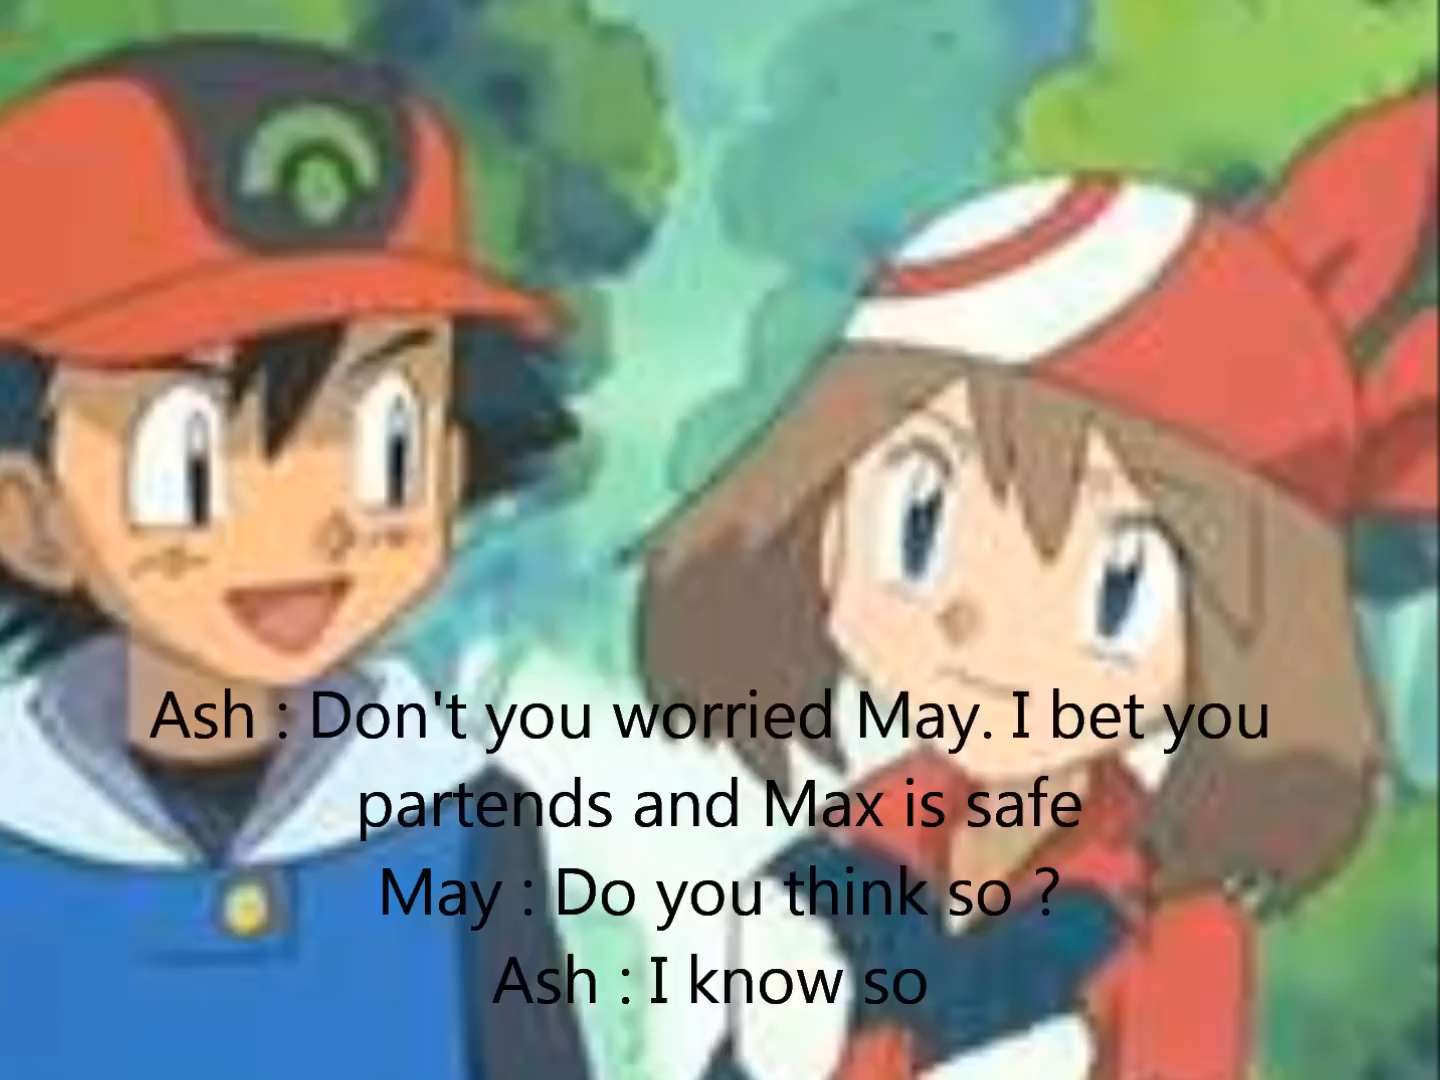 Ash : Don't you worried May. I bet you
partends and Max is safe
May : Do you think so ?
Ash : I know so